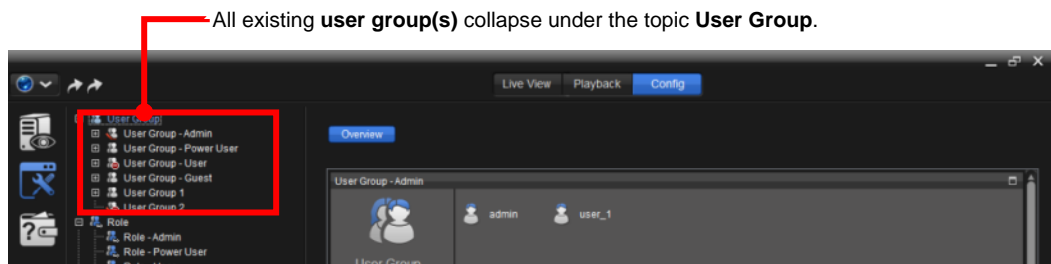 All existing user group(s) collapse under the topic User Group.
Live View Playback Config
User Group
User Group - Admin
User Group - Power User
User Group - User
User Group - Guest
User Group 1
User Group 2
Role
Role - Admin
Role - Power User
Overview
User Group - Admin
admin user_1
User Group